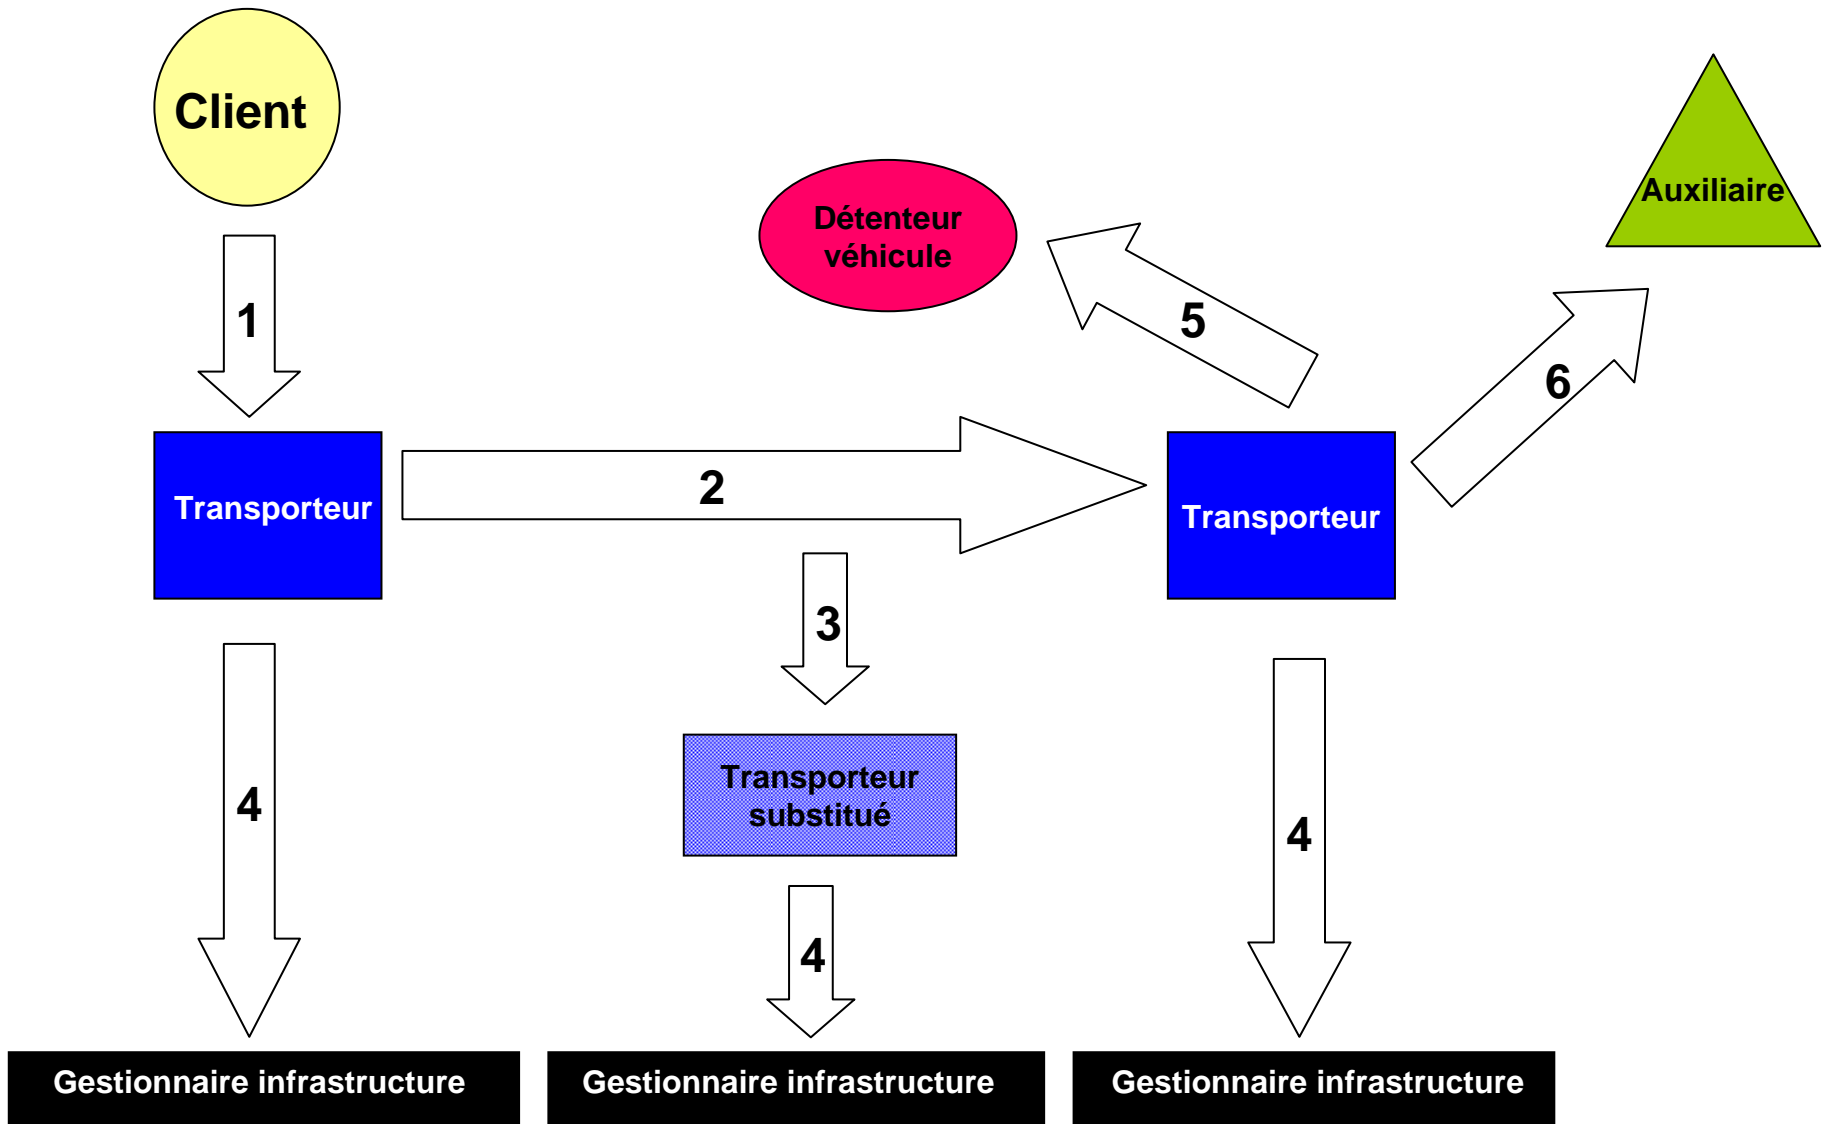 Client
Auxiliaire
Détenteur
véhicule
1
5
6
Transporteur
2
Transporteur
3
Transporteur
substitué
4
4
4
Gestionnaire infrastructure
Gestionnaire infrastructure
Gestionnaire infrastructure